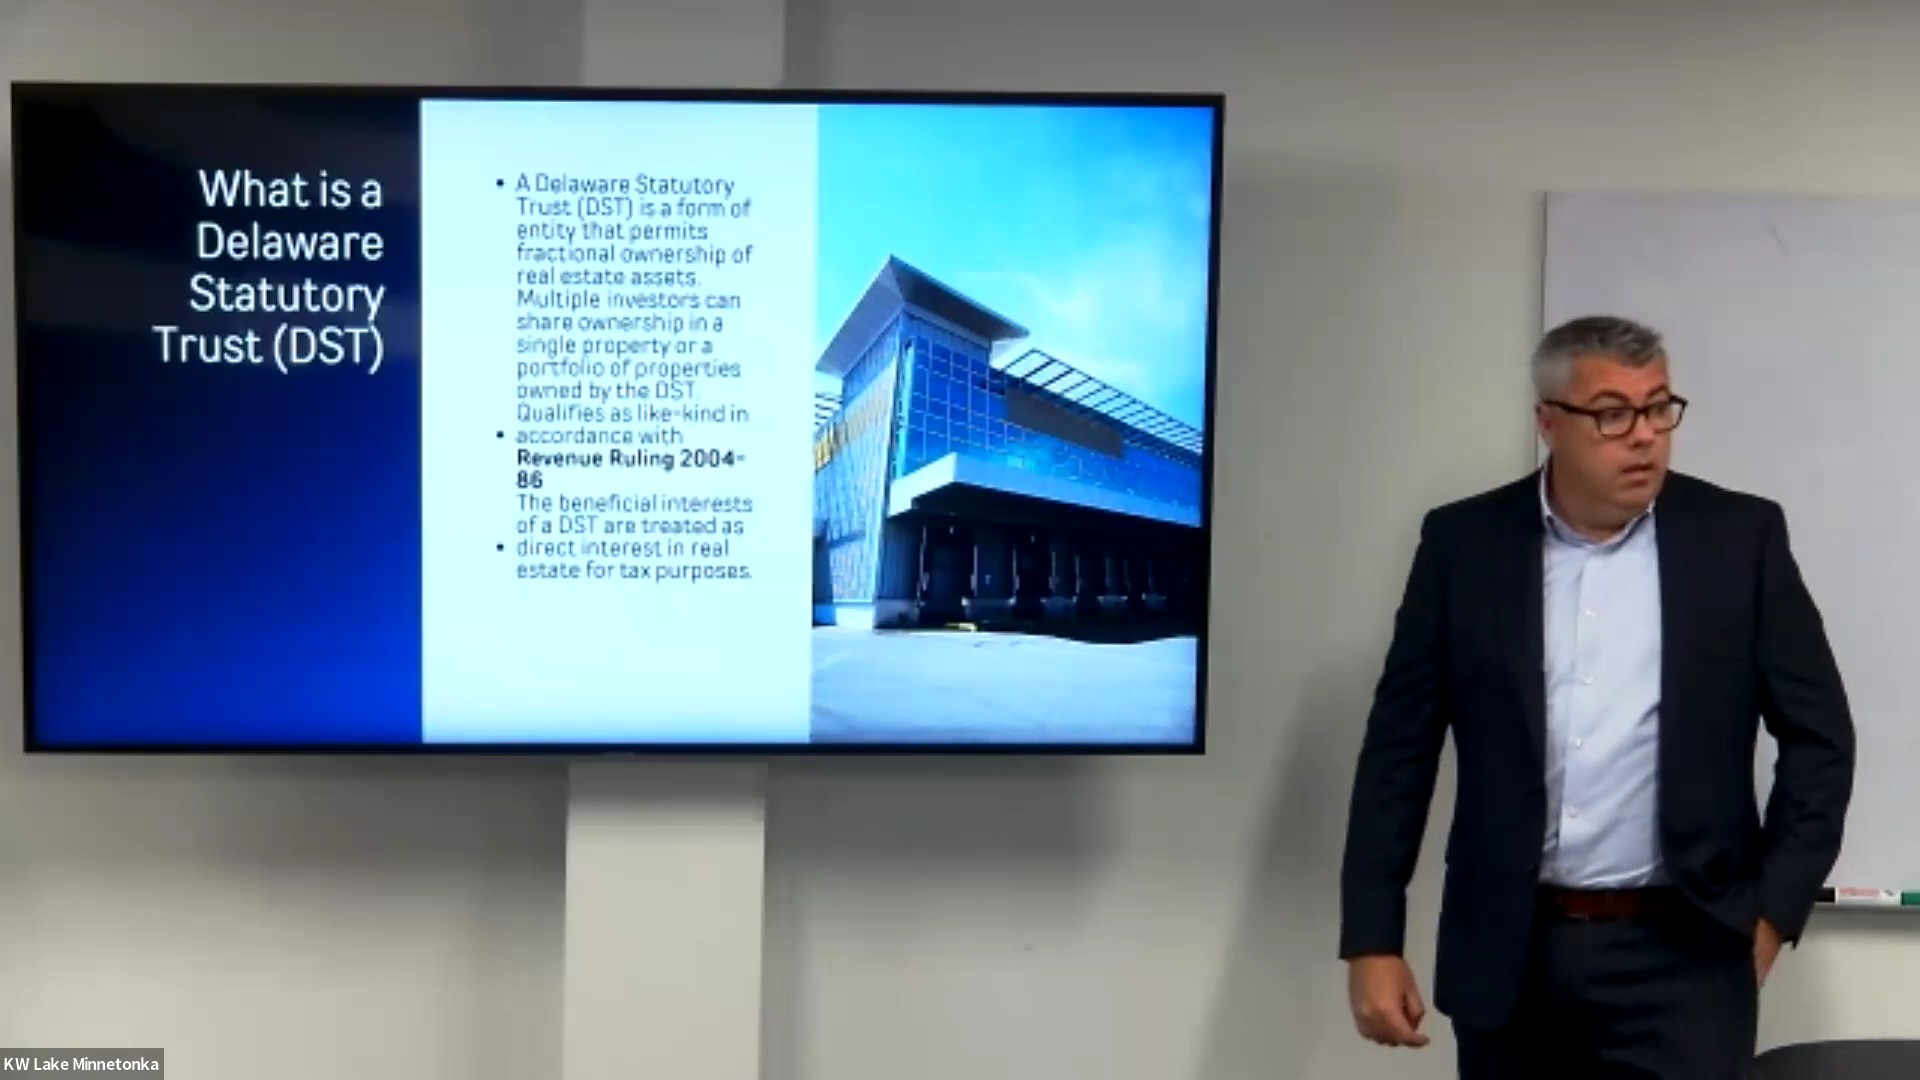 What is a
Delaware
Statutory
Trust (DST)
• A Delaware Statutory
Trust (DST) is a form of
entity that permits
fractional ownership of
real estate assets.
Multiple investors can
share ownership in a
single property or a
portfolio of properties
owned by the DST.
Qualifies as like-kind in
• accordance with
Revenue Ruling 2004-
86
The beneficial interests
of a DST are treated as
• direct interest in real
estate for tax purposes.
KW Lake Minnetonka